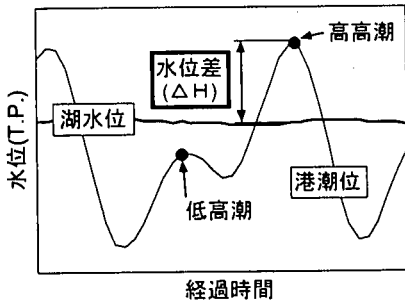 高高潮
水位差
(ΔH)
湖水位
水位(T.P.)
低高潮
港潮位
経過時間